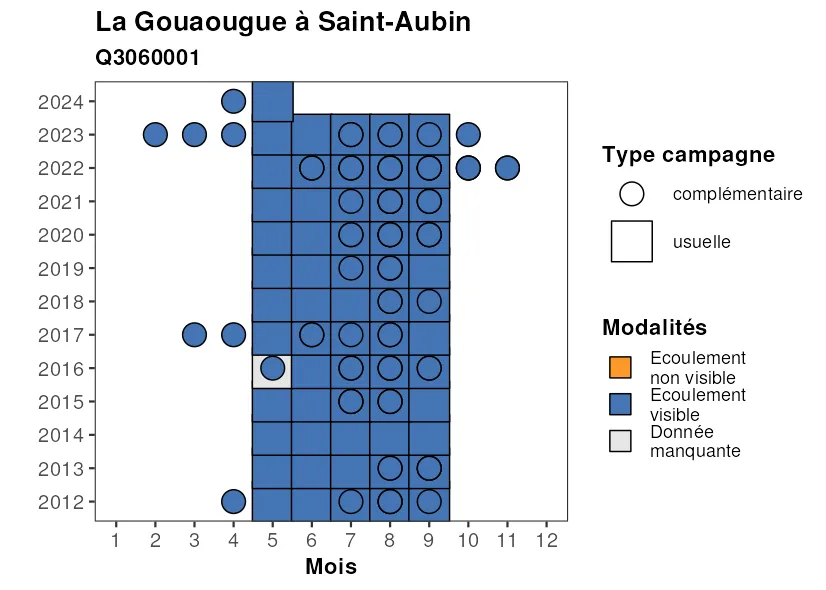 La Gouaougue à Saint-Aubin
Q3060001
2024
2023
2022
2021
2020
2019
2018
2017
2016
2015
2014
2013
2012
1 2 3 4 5 6 7 8 9 10 11 12
Mois
Type campagne
complémentaire
usuelle
Modalités
Ecoulement
non visible
Ecoulement
visible
Donnée
manquante